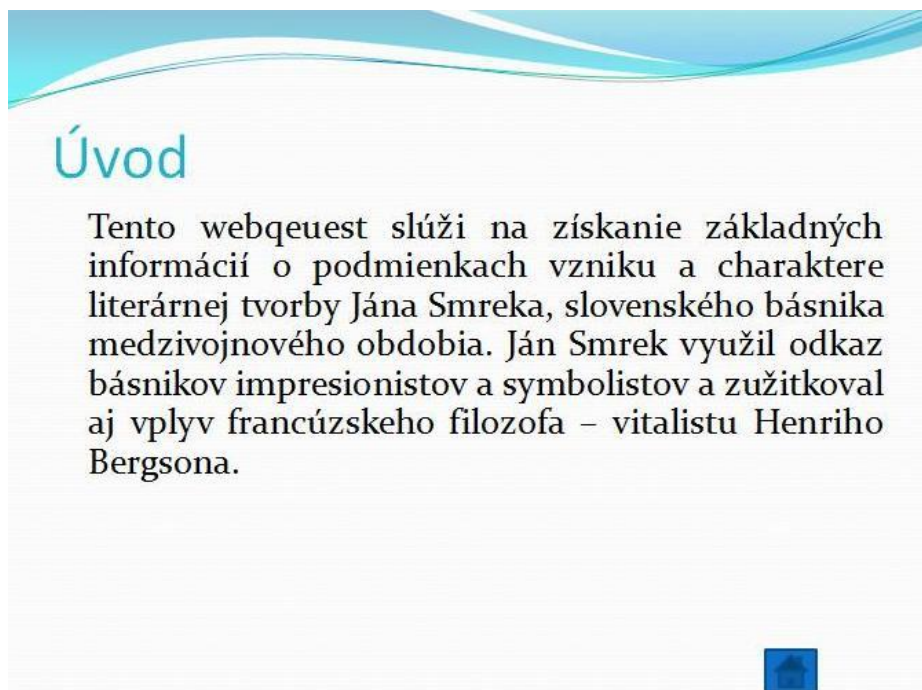 Úvod
Tento webqeuest slúži na získanie základných
informácií o podmienkach vzniku a charaktere
literárnej tvorby Jána Smreka, slovenského básnika
medzivojnového obdobia. Ján Smrek využil odkaz
básnikov impresionistov a symbolistov a zužitkoval
aj vplyv francúzskeho filozofa – vitalistu Henriho
Bergsona.